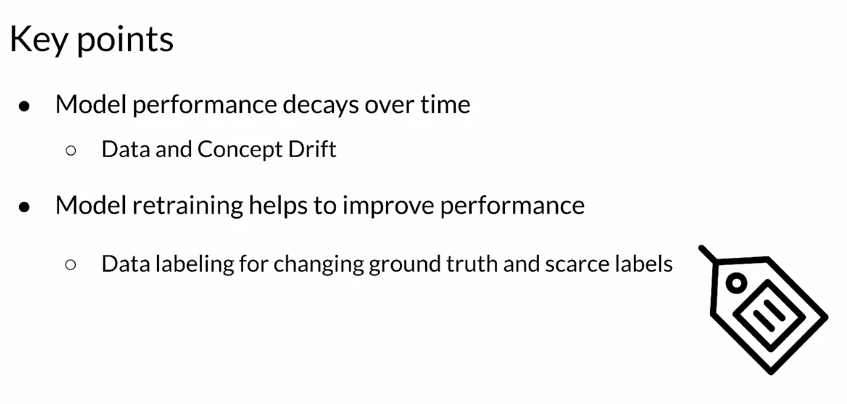 Key points
● Model performance decays over time
○ Data and Concept Drift
● Model retraining helps to improve performance
○ Data labeling for changing ground truth and scarce labels